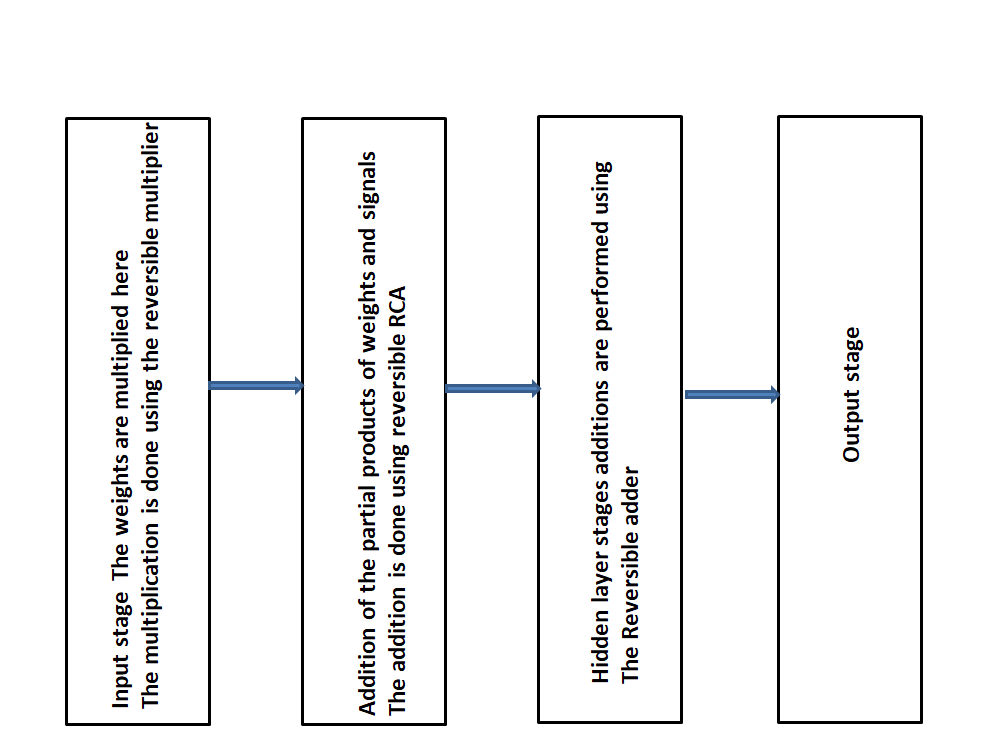 Input stage The weights are multiplied here
The multiplication is done using the reversible multiplier
Addition of the partial products of weights and signals
The addition is done using reversible RCA
Hidden layer stages additions are performed using
The Reversible adder
Output stage